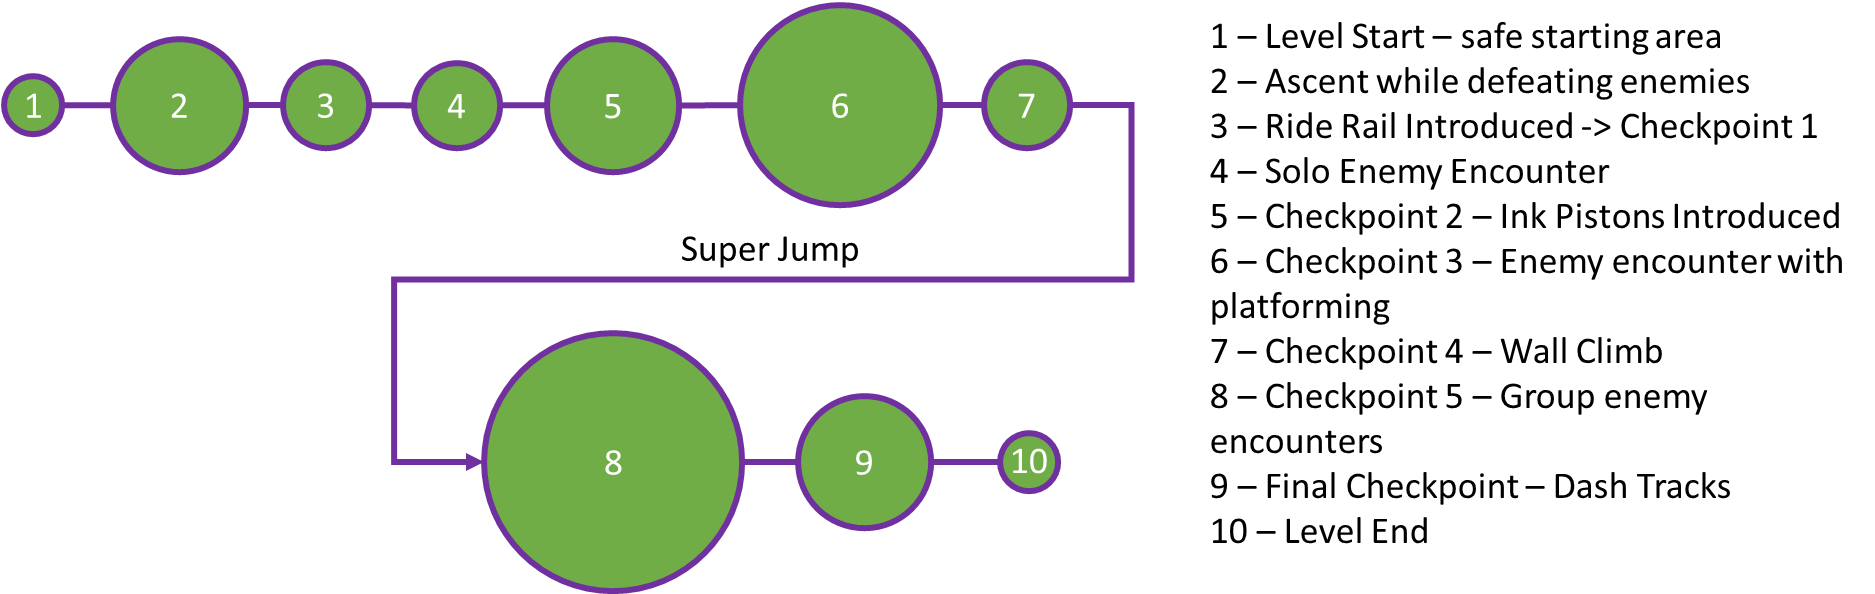 1
2
3
4
5
6
7
Super Jump
8
9
10
1 – Level Start – safe starting area
2 – Ascent while defeating enemies
3 – Ride Rail Introduced -> Checkpoint 1
4 – Solo Enemy Encounter
5 – Checkpoint 2 – Ink Pistons Introduced
6 – Checkpoint 3 – Enemy encounter with
platforming
7 – Checkpoint 4 – Wall Climb
8 – Checkpoint 5 – Group enemy
encounters
9 – Final Checkpoint – Dash Tracks
10 – Level End